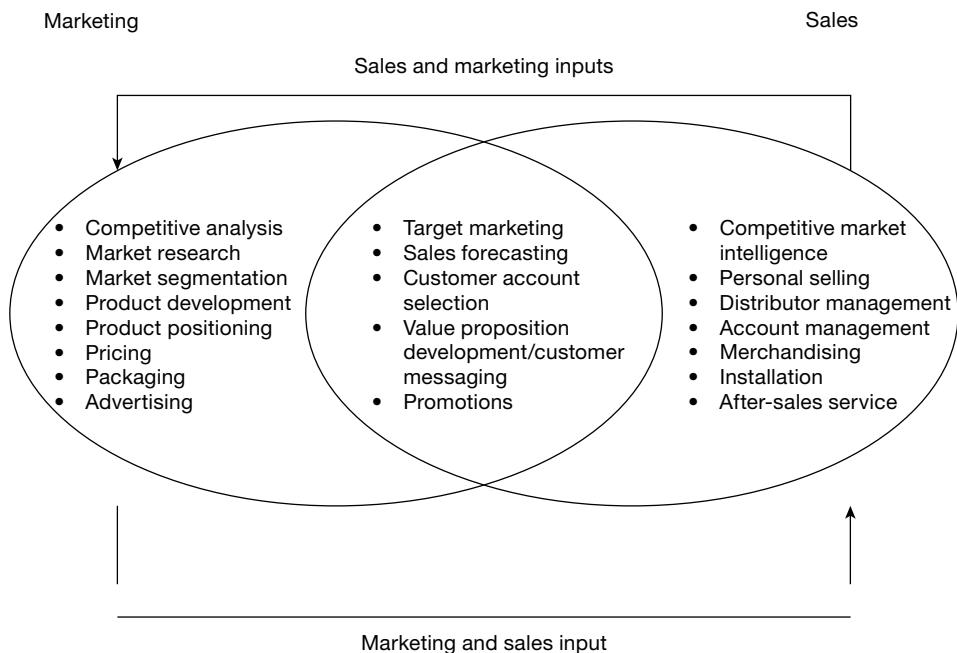 Marketing
Sales
Sales and marketing inputs
• Competitive analysis
• Market research
• Market segmentation
• Product development
• Product positioning
• Pricing
• Packaging
• Advertising
• Target marketing
• Sales forecasting
• Customer account
selection
• Value proposition
development/customer
messaging
• Promotions
• Competitive market
intelligence
• Personal selling
• Distributor management
• Account management
• Merchandising
• Installation
• After-sales service
Marketing and sales input